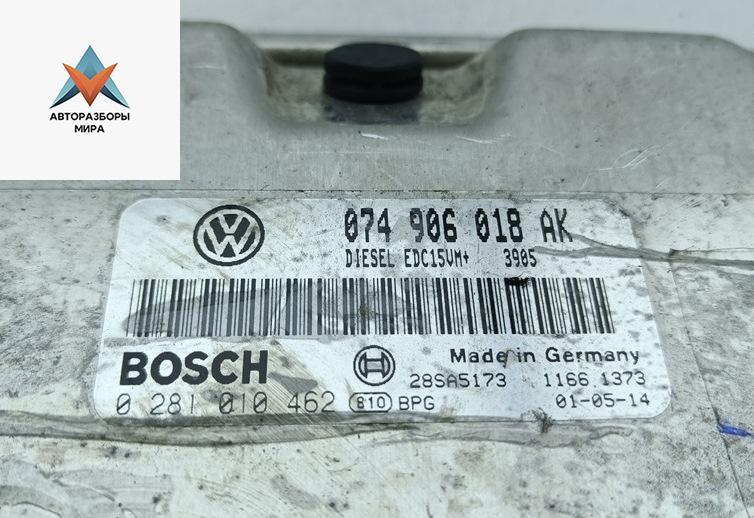 АВТОРАЗБОРЫ
МИРА
074 906 018 AK
DIESEL EDC15VM+ 3905
BOSCH
Made in Germany
28SA5173 1166 1373
0 281 010 462 810 BPG 01-05-14